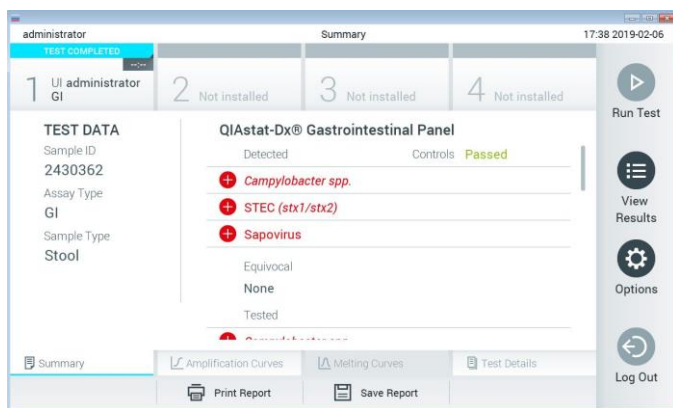 administrator
Summary
17:38 2019-02-06
TEST COMPLETED
--:--
1 UI administrator
GI
2 Not installed
3 Not installed
4 Not installed
Run Test
View
Results
Options
Log Out
TEST DATA
Sample ID
2430362
Assay Type
GI
Sample Type
Stool
QIAstat-Dx® Gastrointestinal Panel
Detected
Controls Passed
Campylobacter spp.
STEC (stx1/stx2)
Sapovirus
Equivocal
None
Tested
Campylobacter spp.
Summary
Amplification Curves
Melting Curves
Test Details
Print Report
Save Report